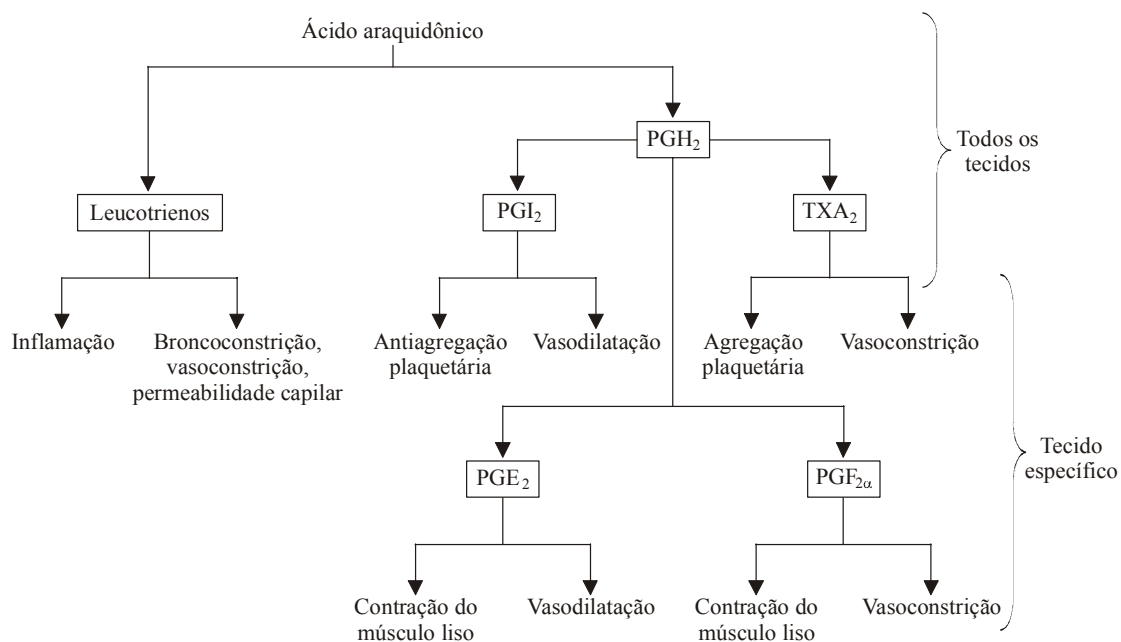 Ácido araquidônico
PGH2
Todos os
tecidos
Leucotrienos
PGI2
TXA2
Inflamação
Broncoconstrição,
vasoconstrição,
permeabilidade capilar
Antiagregação
plaquetária
Vasodilatação
Agregação
plaquetária
Vasoconstrição
Tecido
específico
PGE2
PGF2α
Contração do
músculo liso
Vasodilatação
Contração do
músculo liso
Vasoconstrição